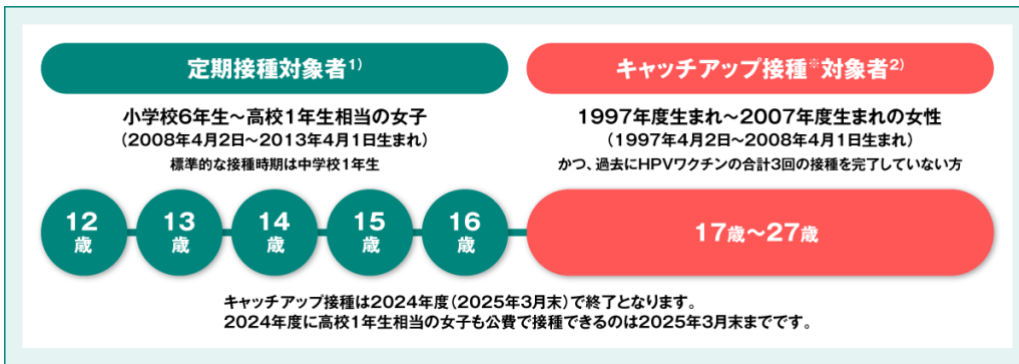 定期接種対象者1)
小学校6年生~高校1年生相当の女子
(2008年4月2日~2013年4月1日生まれ)
標準的な接種時期は中学校1年生
キャッチアップ接種※対象者2)
1997年度生まれ~2007年度生まれの女性
(1997年4月2日~2008年4月1日生まれ)
かつ、過去にHPVワクチンの合計3回の接種を完了していない方
12歳
13歳
14歳
15歳
16歳
17歳~27歳
キャッチアップ接種は2024年度(2025年3月末)で終了となります。
2024年度に高校1年生相当の女子も公費で接種できるのは2025年3月末までです。